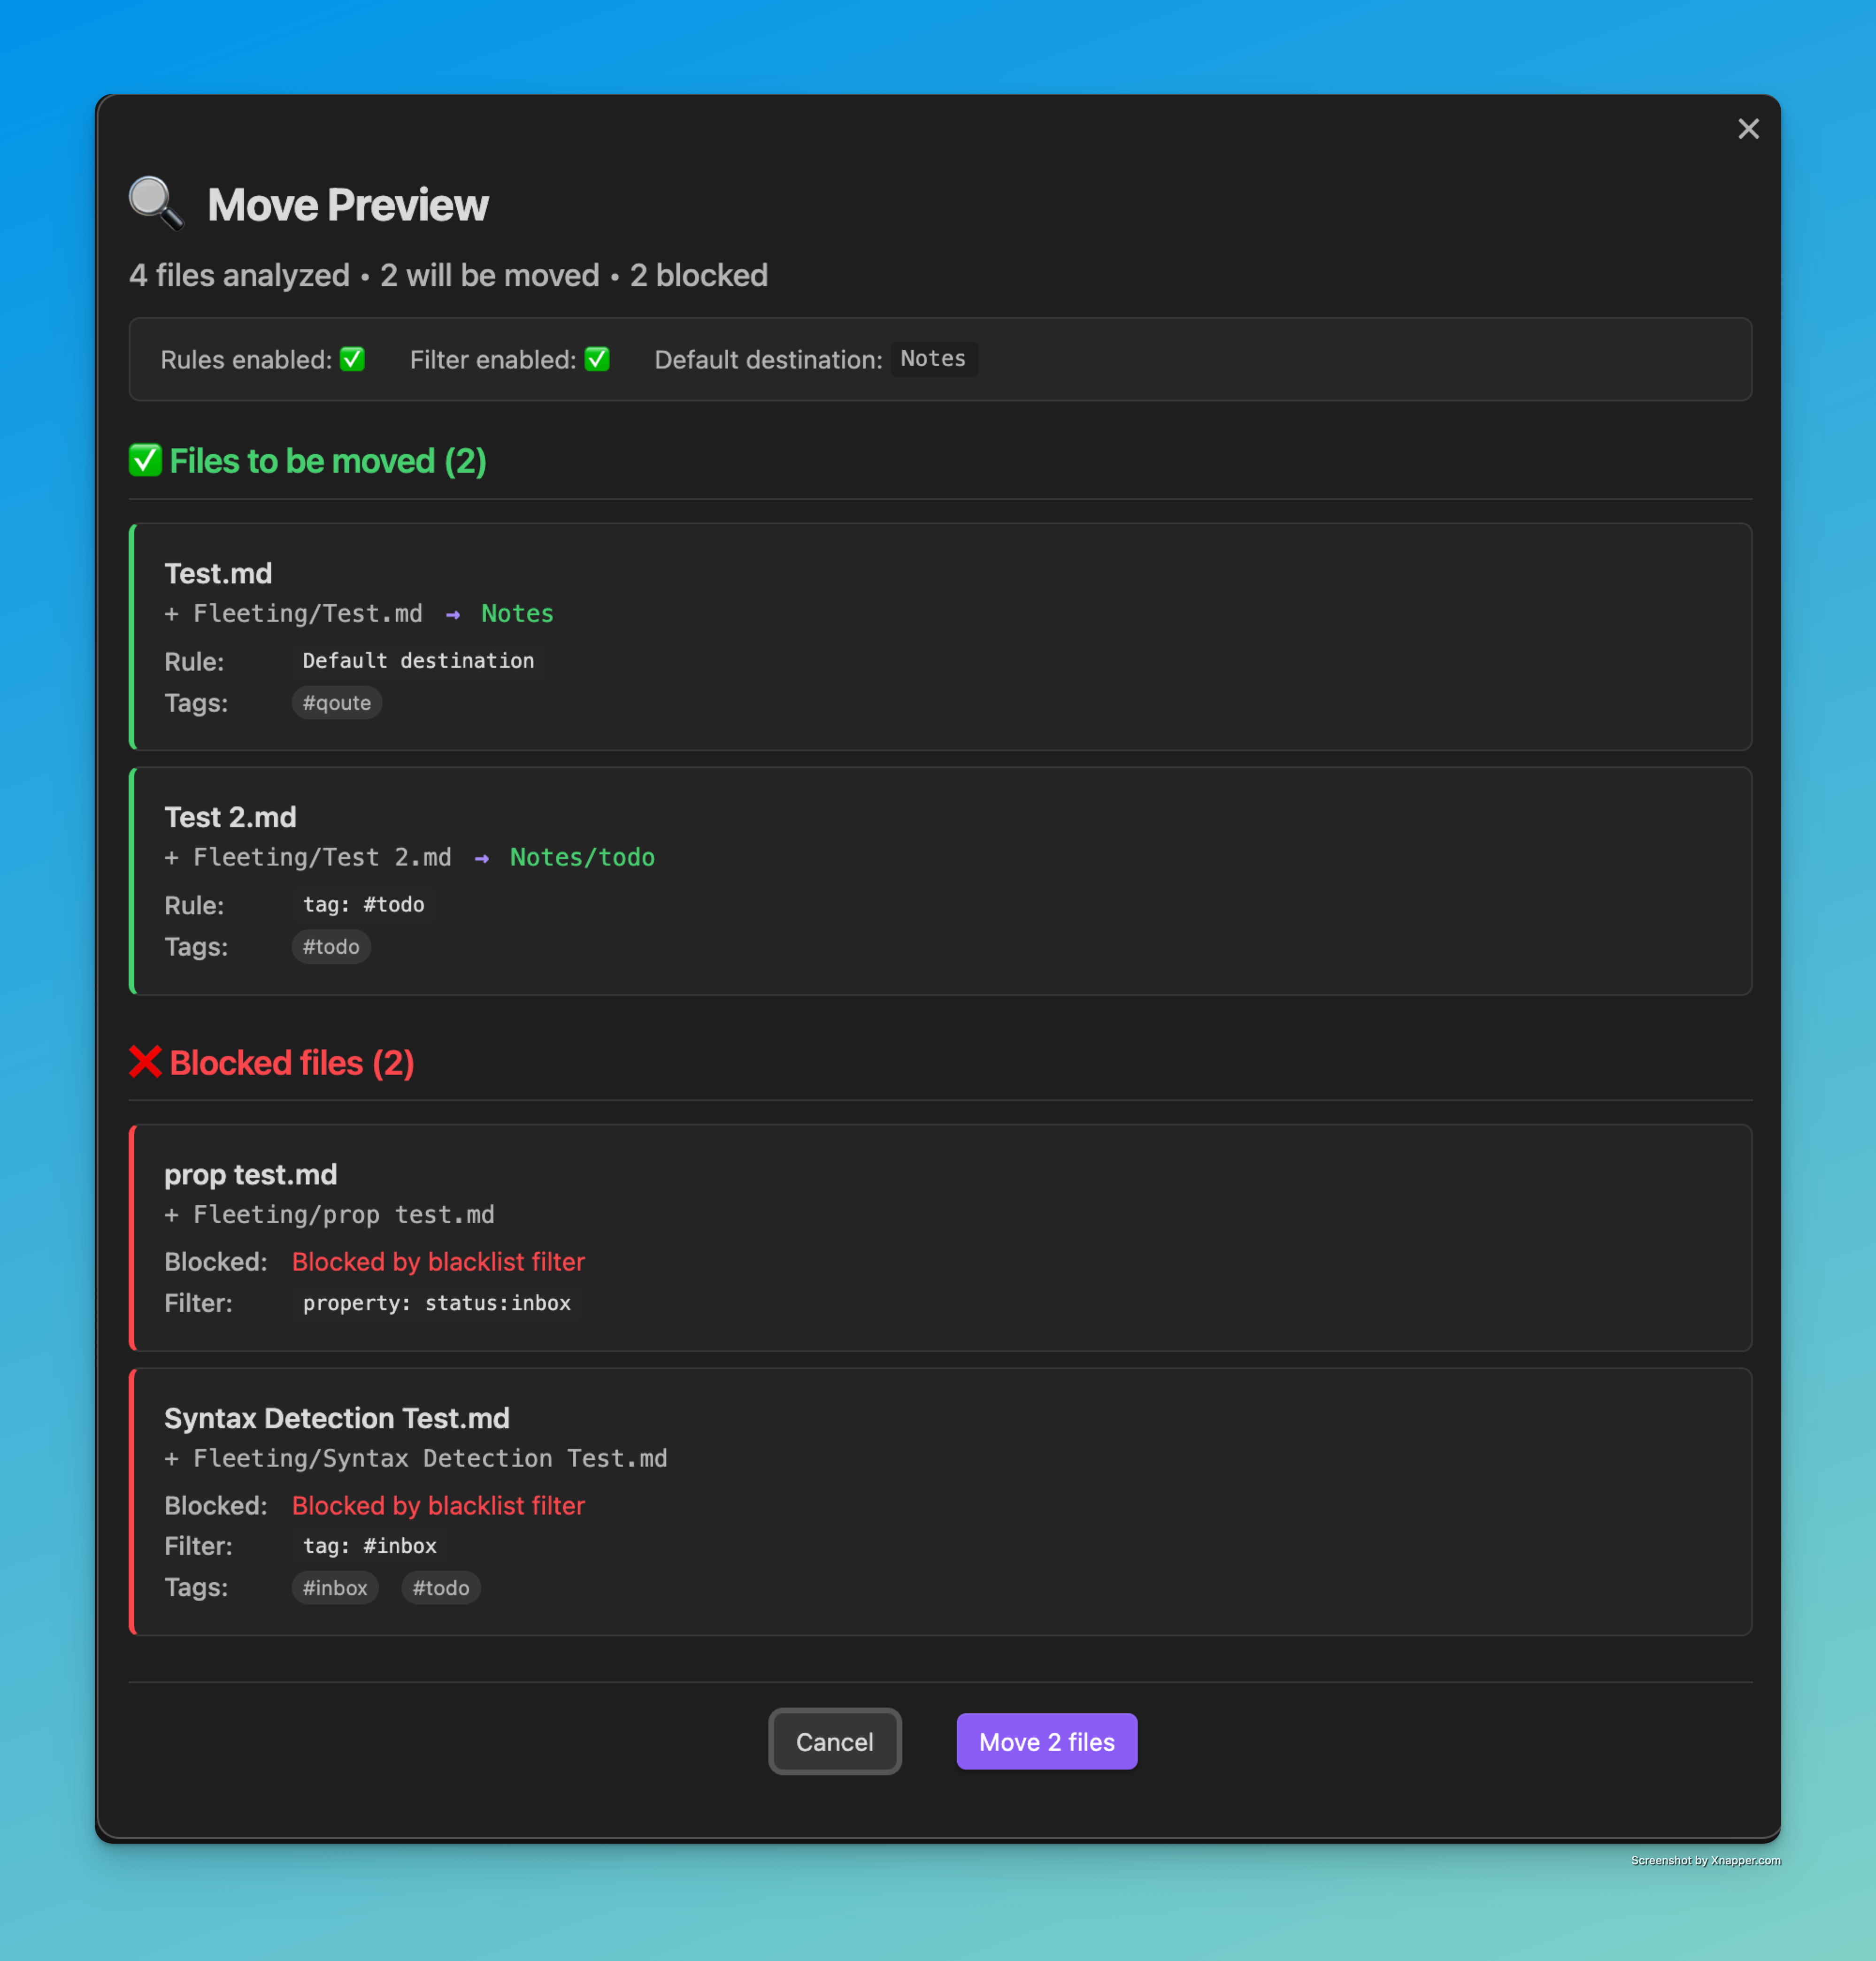 Move Preview
4 files analyzed • 2 will be moved • 2 blocked
Rules enabled: ✅ Filter enabled: ✅ Default destination: Notes
✅ Files to be moved (2)
Test.md
+ Fleeting/Test.md → Notes
Rule: Default destination
Tags: #qoute
Test 2.md
+ Fleeting/Test 2.md → Notes/todo
Rule: tag: #todo
Tags: #todo
❌ Blocked files (2)
prop test.md
+ Fleeting/prop test.md
Blocked: Blocked by blacklist filter
Filter: property: status:inbox
Syntax Detection Test.md
+ Fleeting/Syntax Detection Test.md
Blocked: Blocked by blacklist filter
Filter: tag: #inbox
Tags: #inbox #todo
Cancel Move 2 files
Screenshot by Xnapper.com